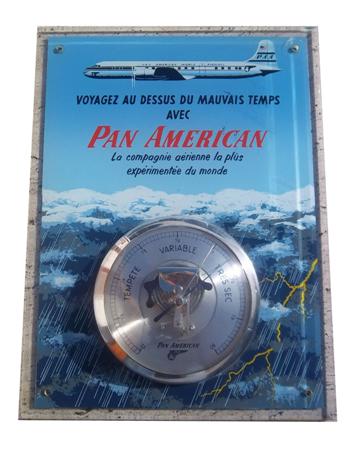 PAA
VOYAGEZ AU DESSUS DU MAUVAIS TEMPS
AVEC
PAN AMERICAN
La compagnie aérienne la plus
expérimentée du monde
TEMPÊTE
VARIABLE
TRÈS SEC
PAN AMERICAN